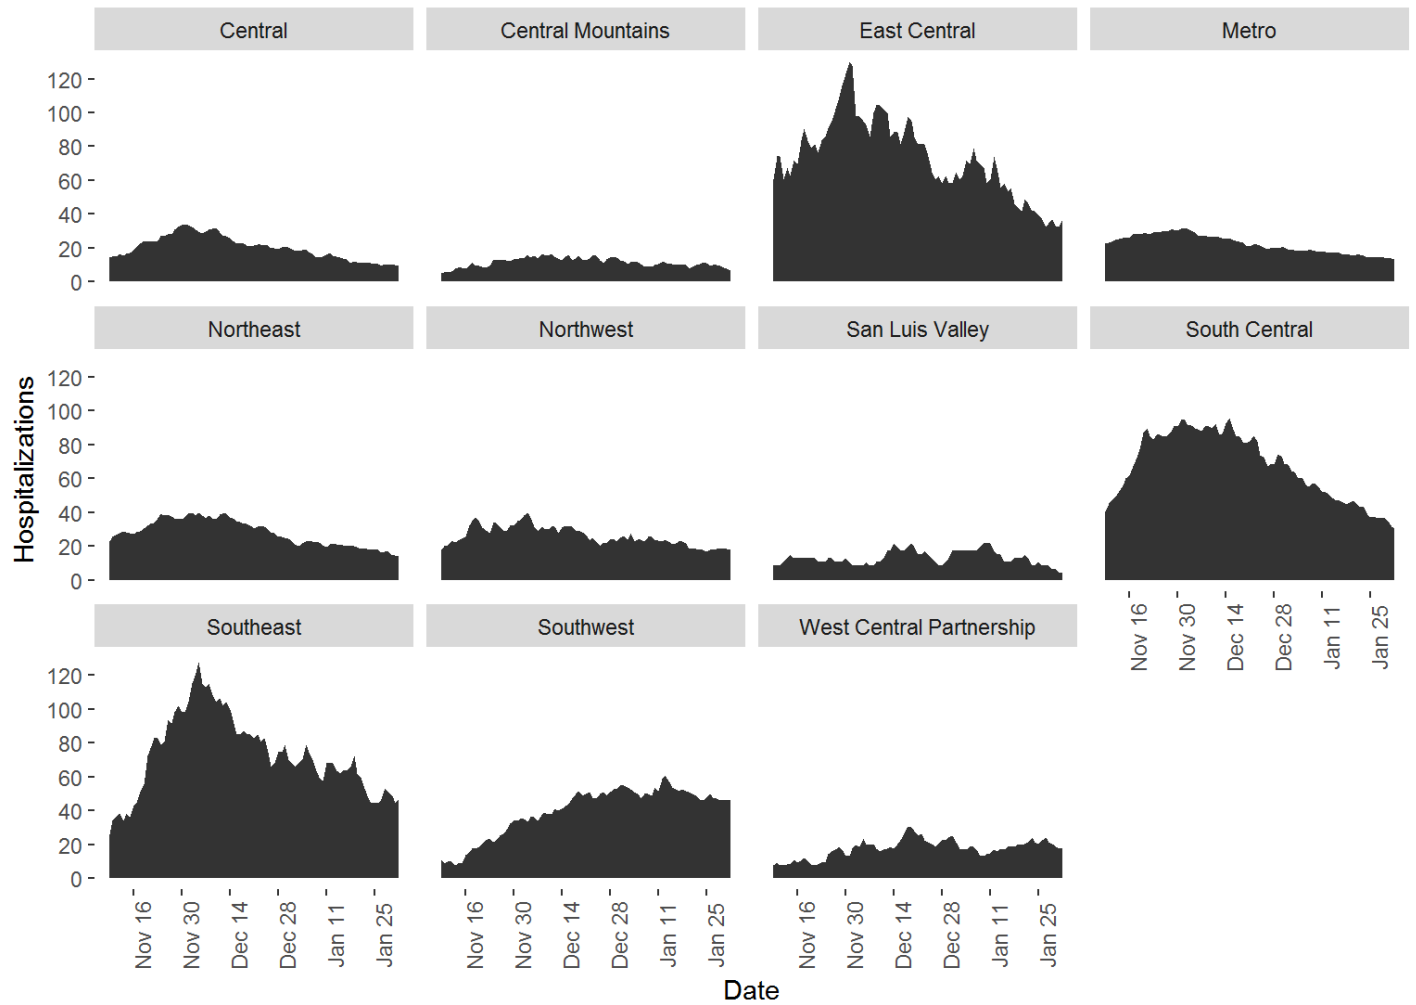 Central
Central Mountains
East Central
Metro
120
100
80
60
40
20
0
Northeast
Northwest
San Luis Valley
South Central
120
100
80
60
40
20
0
Nov 16
Nov 30
Dec 14
Dec 28
Jan 11
Jan 25
Southeast
Southwest
West Central Partnership
120
100
80
60
40
20
0
Nov 16
Nov 30
Dec 14
Dec 28
Jan 11
Jan 25
Nov 16
Nov 30
Dec 14
Dec 28
Jan 11
Jan 25
Nov 16
Nov 30
Dec 14
Dec 28
Jan 11
Jan 25
Hospitalizations
Date